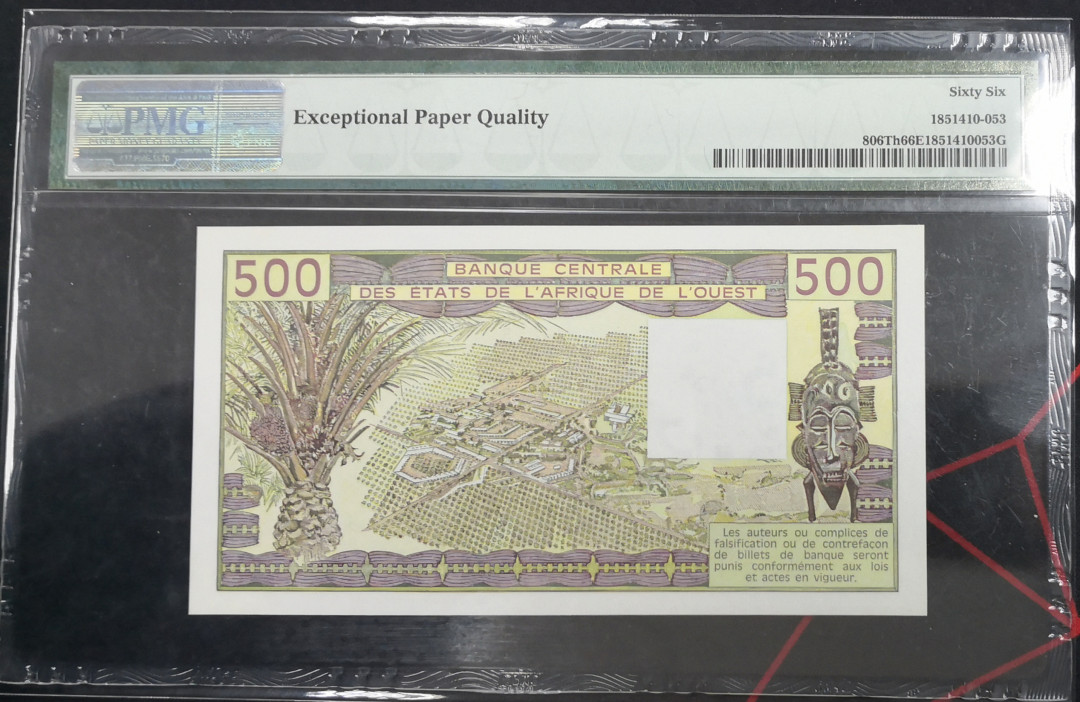 PMG
Exceptional Paper Quality
Sixty Six
1851410-053
806Th66E1851410053G
500
BANQUE CENTRALE
DES ÉTATS DE L'AFRIQUE DE L'OUEST
500
Les auteurs ou complices de
falsification ou de contrefaçon
de billets de banque seront
punis conformément aux lois
et actes en vigueur.